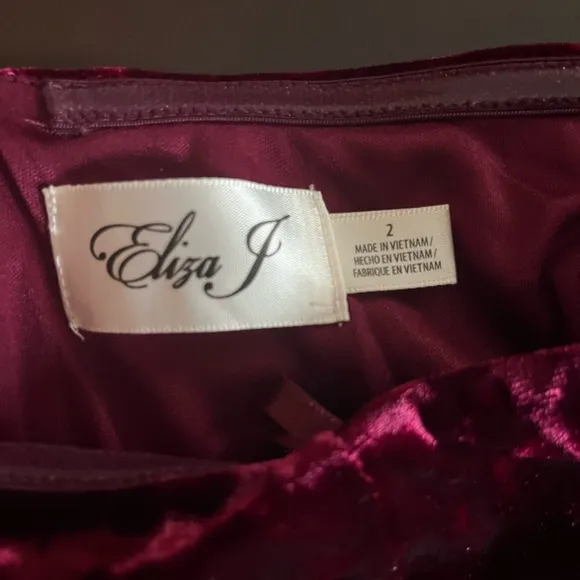 Eliza J
2
MADE IN VIETNAM/
HECHO EN VIETNAM/
FABRIQUE EN VIETNAM